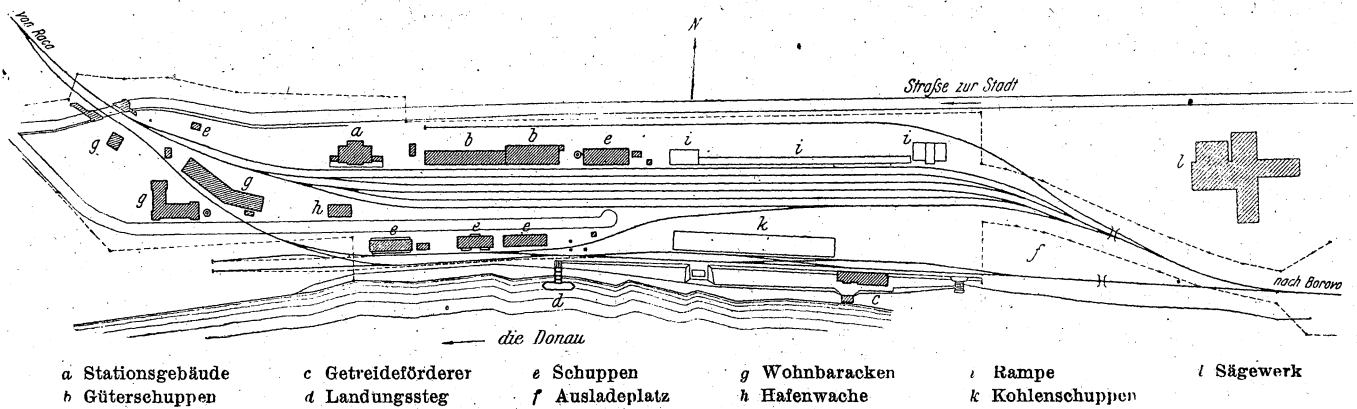 von Raca
N
Straße zur Stadt
e
a
b
b
e
i
i
i
g
l
g
g
h
e
e
e
k
f
d
c
nach Borovo
die Donau
a Stationsgebäude
c Getreideförderer
e Schuppen
g Wohnbaracken
i Rampe
l Sägewerk
b Güterschuppen
d Landungssteg
f Ausladeplatz
h Hafenwache
k Kohlenschuppen